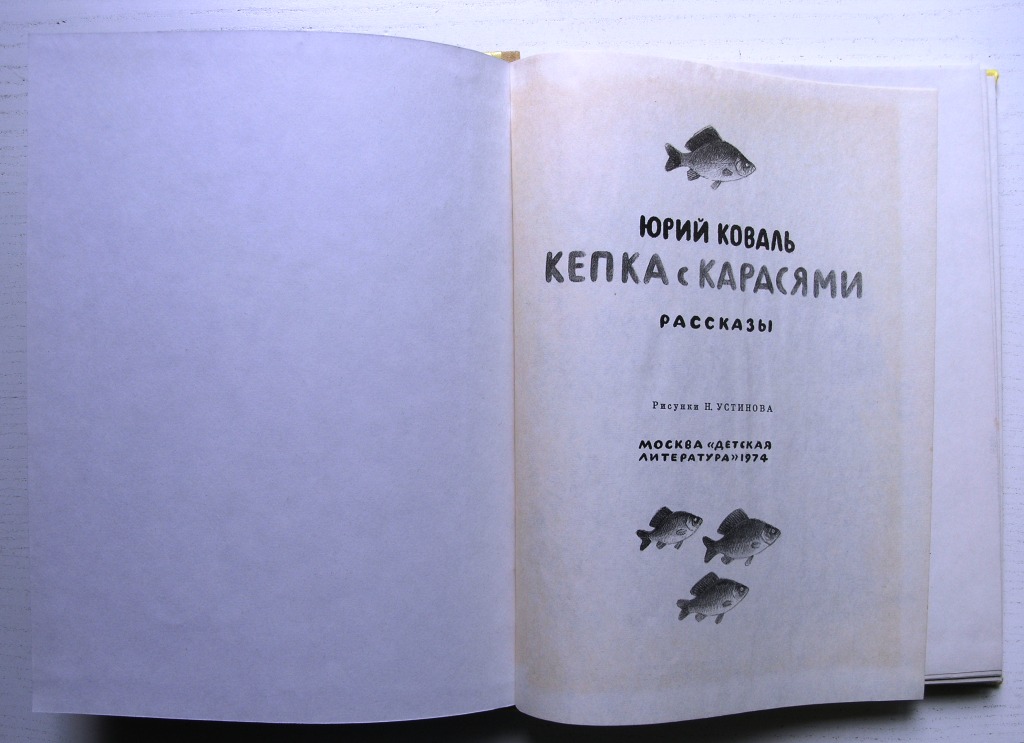 ЮРИЙ КОВАЛЬ
КЕПКА с КАРАСЯМИ
РАССКАЗЫ
Рисунки Н. УСТИНОВА
МОСКВА «ДЕТСКАЯ
ЛИТЕРАТУРА» 1974